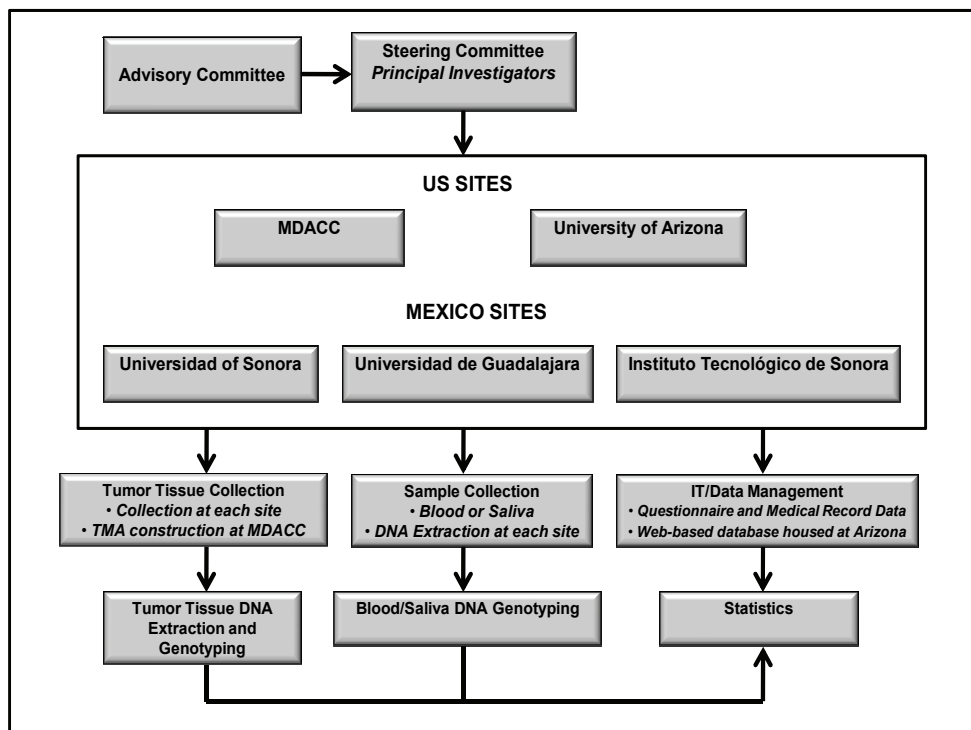 Advisory Committee
Steering Committee
Principal Investigators
US SITES
MDACC
University of Arizona
MEXICO SITES
Universidad of Sonora
Universidad de Guadalajara
Instituto Tecnológico de Sonora
Tumor Tissue Collection
• Collection at each site
• TMA construction at MDACC
Sample Collection
• Blood or Saliva
• DNA Extraction at each site
IT/Data Management
• Questionnaire and Medical Record Data
• Web-based database housed at Arizona
Tumor Tissue DNA
Extraction and
Genotyping
Blood/Saliva DNA Genotyping
Statistics